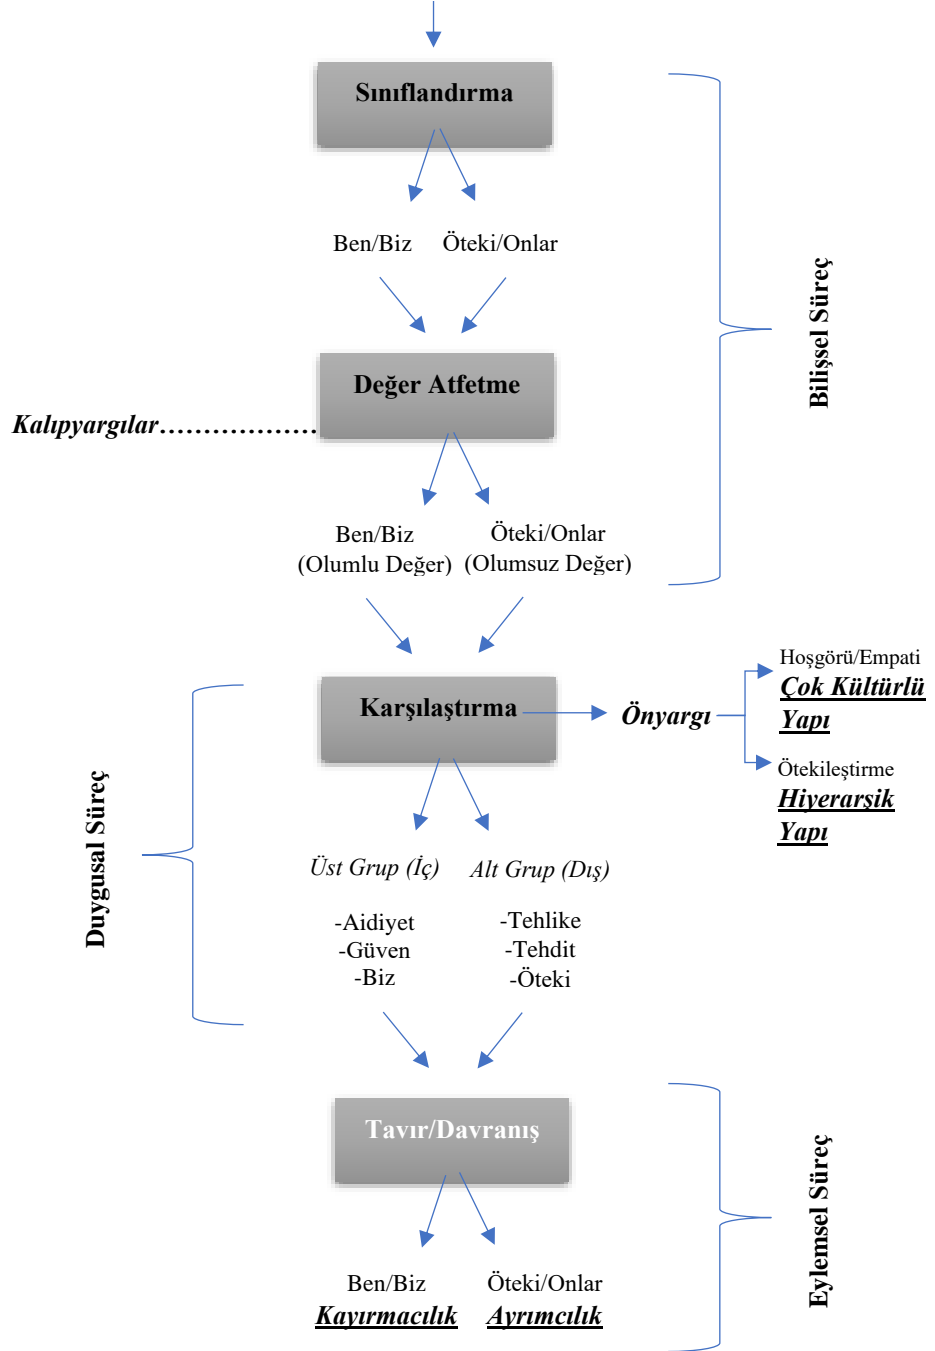 Sınıflandırma
Ben/Biz Öteki/Onlar
Bilişsel Süreç
Değer Atfetme
Kalıpyargılar..................
Ben/Biz
(Olumlu Değer)
Öteki/Onlar
(Olumsuz Değer)
Karşılaştırma
Önyargı
Hoşgörü/Empati
Çok Kültürlü
Yapı
Ötekileştirme
Hiyerarşik
Yapı
Duygusal Süreç
Üst Grup (İç)
-Aidiyet
-Güven
-Biz
Alt Grup (Dış)
-Tehlike
-Tehdit
-Öteki
Tavır/Davranış
Eylemsel Süreç
Ben/Biz
Kayırmacılık
Öteki/Onlar
Ayrımcılık